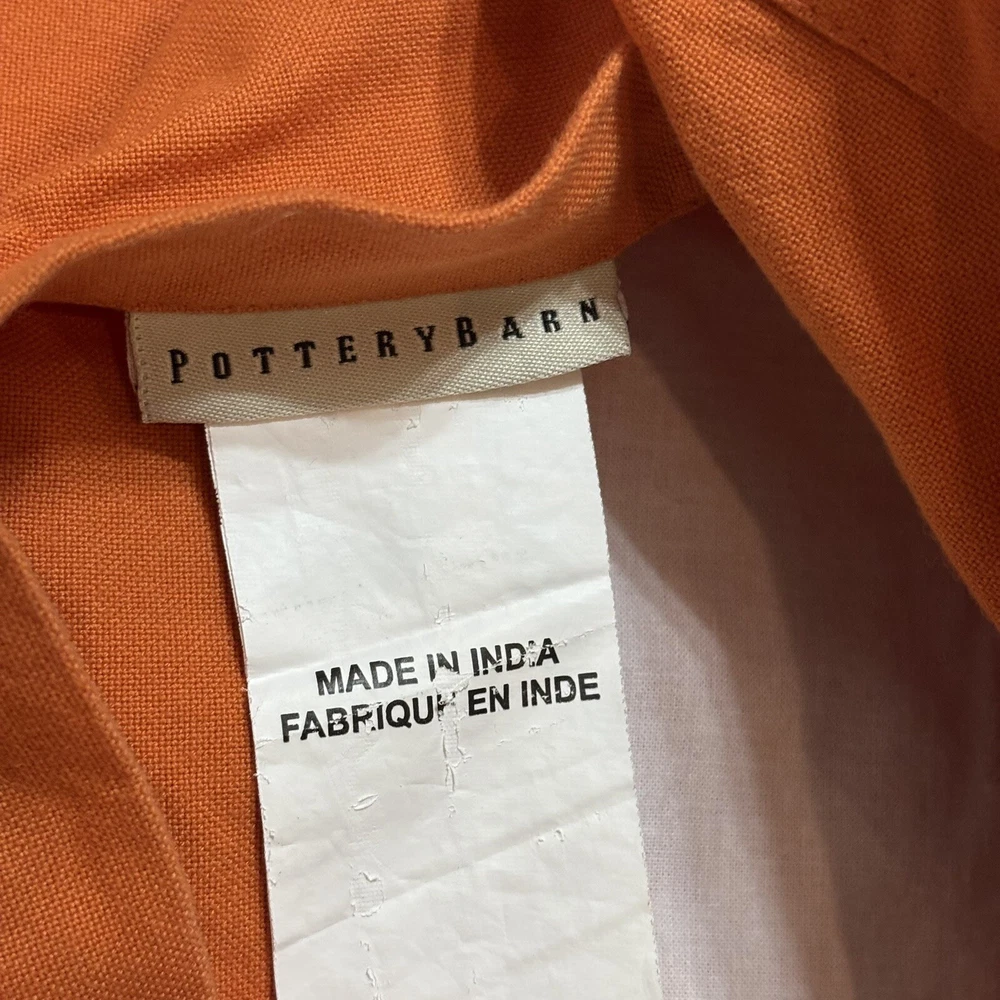 POTTERYBARN
MADE IN INDIA
FABRIQUE EN INDE